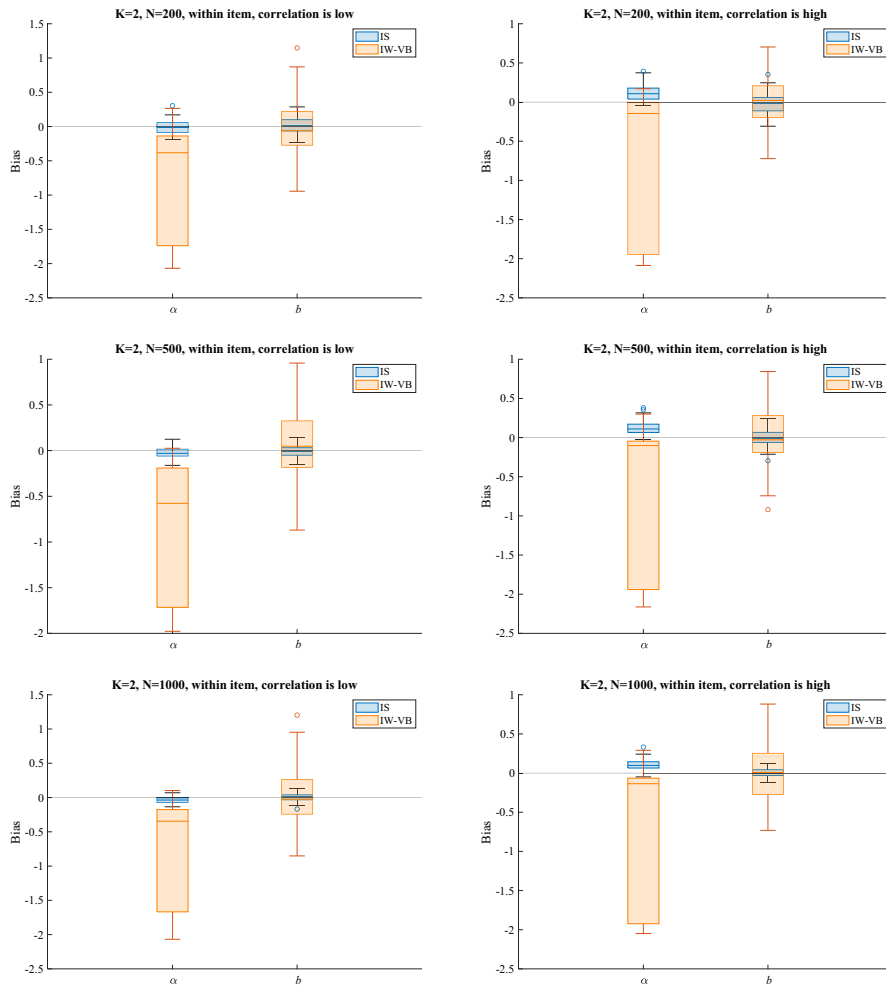 K=2, N=200, within item, correlation is low
1.5
1
0.5
0
-0.5
-1
-1.5
-2
-2.5
Bias
α
b
IS
IW-VB
K=2, N=200, within item, correlation is high
1
0.5
0
-0.5
-1
-1.5
-2
-2.5
Bias
α
b
IS
IW-VB
K=2, N=500, within item, correlation is low
1
0.5
0
-0.5
-1
-1.5
-2
Bias
α
b
IS
IW-VB
K=2, N=500, within item, correlation is high
1
0.5
0
-0.5
-1
-1.5
-2
-2.5
Bias
α
b
IS
IW-VB
K=2, N=1000, within item, correlation is low
1.5
1
0.5
0
-0.5
-1
-1.5
-2
-2.5
Bias
α
b
IS
IW-VB
K=2, N=1000, within item, correlation is high
1
0.5
0
-0.5
-1
-1.5
-2
-2.5
Bias
α
b
IS
IW-VB